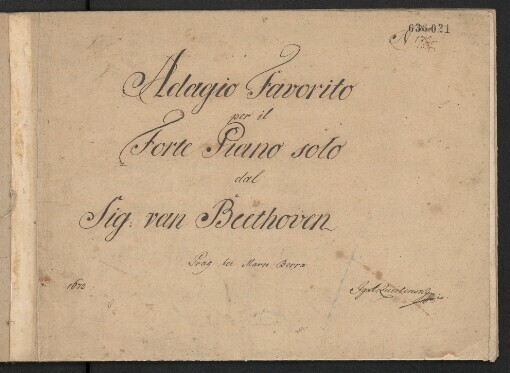 636.021
N
Adagio Favorito
per il
Forte Piano solo
dal
Sig: van Beethoven
Prag bei Marco Berra